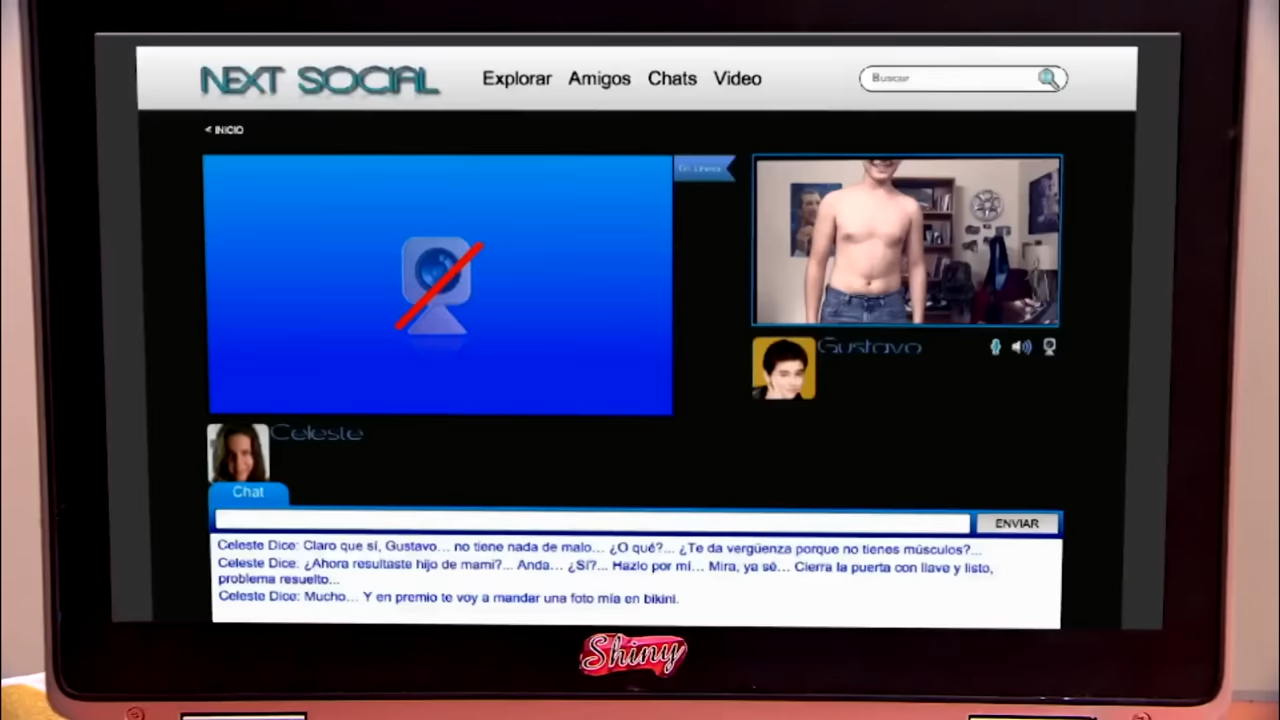 NEXT SOCIAL
Explorar Amigos Chats Video
Buscar
< INICIO
Gustavo
Celeste
Chat
ENVIAR
Celeste Dice: Claro que sí, Gustavo... no tiene nada de malo... ¿O qué?... ¿Te da vergüenza porque no tienes músculos?...
Celeste Dice: ¿Ahora resultaste hijo de mami?... Anda... ¿Sí?... Hazlo por mí... Mira, ya sé... Cierra la puerta con llave y listo,
problema resuelto...
Celeste Dice: Mucho... Y en premio te voy a mandar una foto mía en bikini.
Shiny